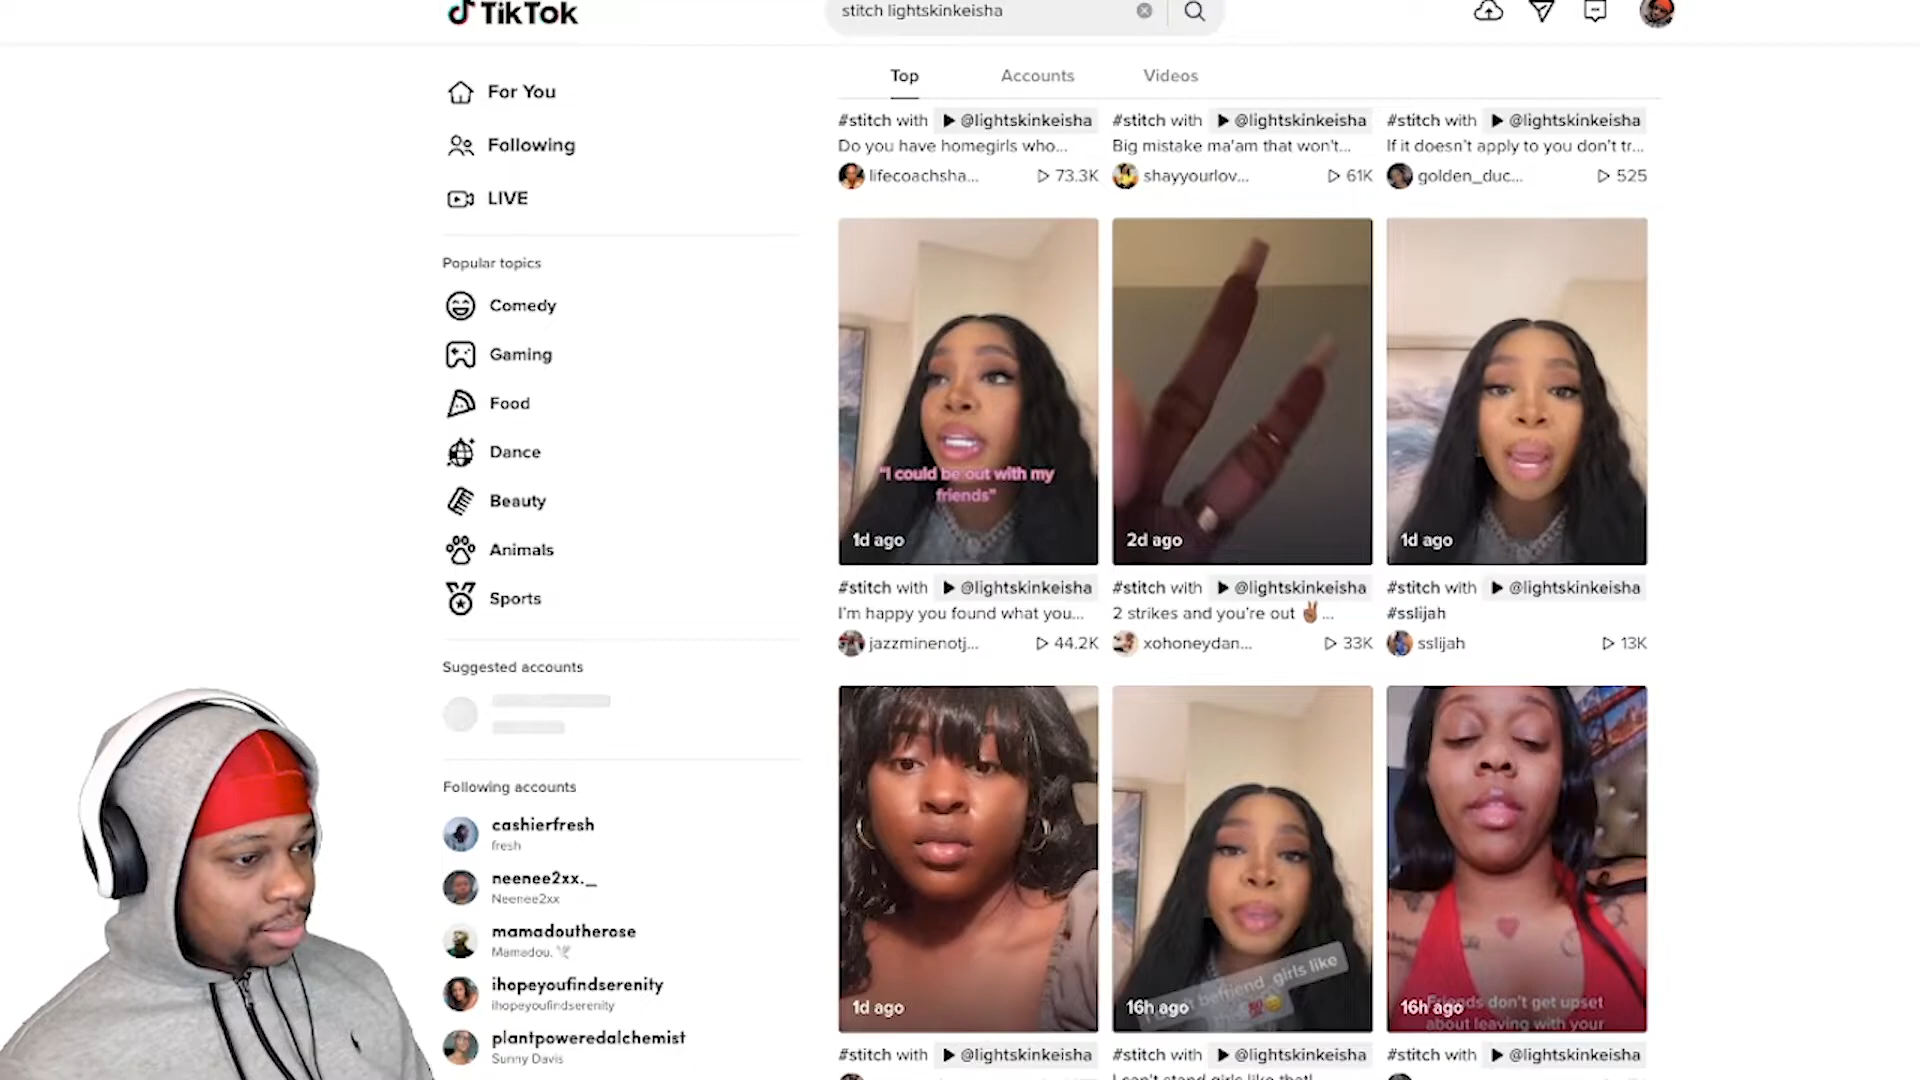 TikTok
stitch lightskinkeisha
For You
Following
LIVE
Popular topics
Comedy
Gaming
Food
Dance
Beauty
Animals
Sports
Suggested accounts
Following accounts
cashierfresh
fresh
neenee2xx._
Neenee2xx
mamadoutherose
Mamadou.
ihopeyoufindserenity
ihopeyoufindserenity
plantpoweredalchemist
Sunny Davis
Top Accounts Videos
#stitch with @lightskinkeisha
Do you have homegirls who...
lifecoachsha... 73.3K
#stitch with @lightskinkeisha
Big mistake ma'am that won't...
shayyourlov... 61K
#stitch with @lightskinkeisha
If it doesn't apply to you don't tr...
golden_duc... 525
"I could be out with my
friends"
1d ago
#stitch with @lightskinkeisha
I'm happy you found what you...
jazzminenotj... 44.2K
2d ago
#stitch with @lightskinkeisha
2 strikes and you're out ✌🏾...
xohoneydan... 33K
1d ago
#stitch with @lightskinkeisha
#sslijah
sslijah 13K
1d ago
#stitch with @lightskinkeisha
befriend girls like
💯
16h ago
#stitch with @lightskinkeisha
I can't stand girls like that!
Friends don't get upset
about leaving with your
16h ago
#stitch with @lightskinkeisha